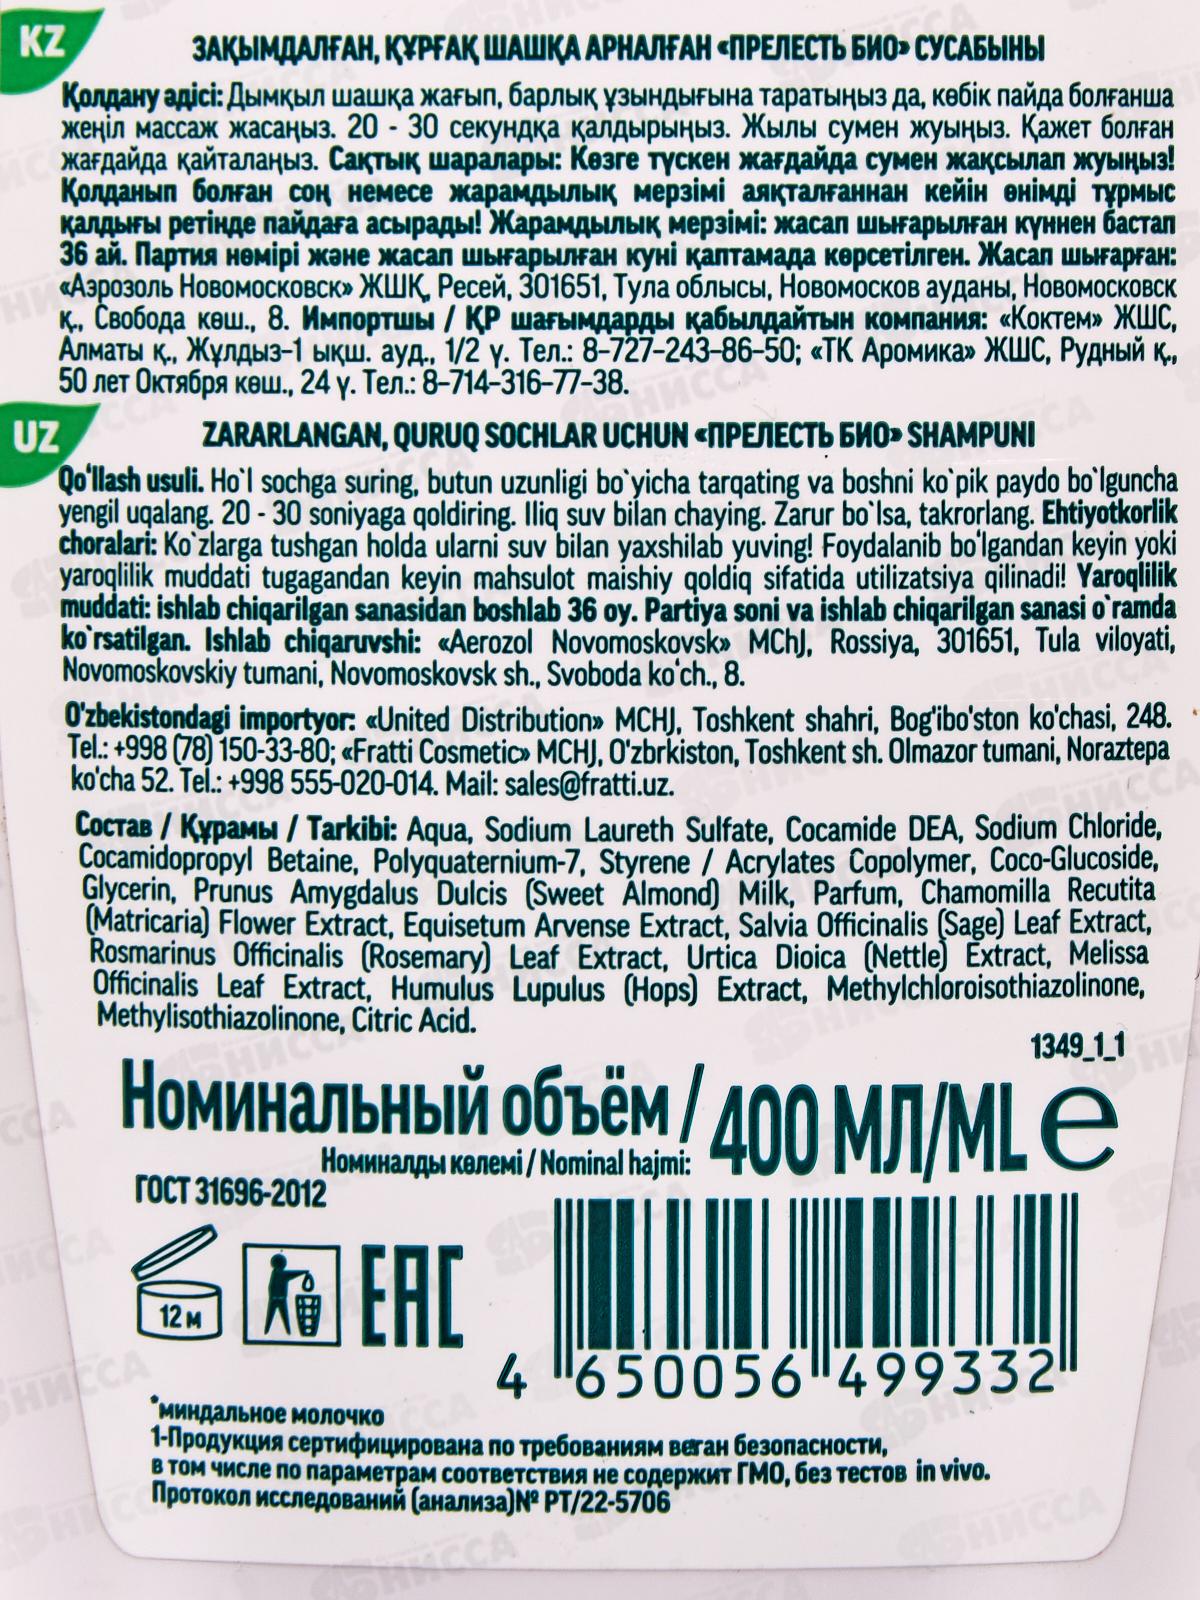 KZ
ЗАҚЫМДАЛҒАН, ҚҰРҒАҚ ШАШҚА АРНАЛҒАН «ПРЕЛЕСТЬ БИО» СУСАБЫНЫ
Қолдану әдісі: Дымқыл шашқа жағып, барлық ұзындығына таратыңыз да, көбік пайда болғанша
жеңіл массаж жасаңыз. 20 - 30 секундқа қалдырыңыз. Жылы сумен жуыңыз. Қажет болған
жағдайда қайталаңыз. Сақтық шаралары: Көзге түскен жағдайда сумен жақсылап жуыңыз!
Қолданып болған соң немесе жарамдылық мерзімі аяқталғаннан кейін өнімді тұрмыс
қалдығы ретінде пайдаға асырады! Жарамдылық мерзімі: жасап шығарылған күннен бастап
36 ай. Партия нөмірі және жасап шығарылған куні қаптамада көрсетілген. Жасап шығарған:
«Аэрозоль Новомосковск» ЖШҚ, Ресей, 301651, Тула облысы, Новомосков ауданы, Новомосковск
қ., Свобода көш., 8. Импортшы / ҚР шағымдарды қабылдайтын компания: «Коктем» ЖШС,
Алматы қ., Жұлдыз-1 ықш. ауд., 1/2 ү. Тел.: 8-727-243-86-50; «ТК Аромика» ЖШС, Рудный қ.,
50 лет Октября көш., 24 ү. Тел.: 8-714-316-77-38.
UZ
ZARARLANGAN, QURUQ SOCHLAR UCHUN «ПРЕЛЕСТЬ БИО» SHAMPUNI
Qo‘llash usuli. Ho`l sochga suring, butun uzunligi bo`yicha tarqating va boshni ko`pik paydo bo`lguncha
yengil uqalang. 20 - 30 soniyaga qoldiring. Iliq suv bilan chaying. Zarur bo`lsa, takrorlang. Ehtiyotkorlik
choralari: Ko`zlarga tushgan holda ularni suv bilan yaxshilab yuving! Foydalanib bo‘lgandan keyin yoki
yaroqlilik muddati tugagandan keyin mahsulot maishiy qoldiq sifatida utilizatsiya qilinadi! Yaroqlilik
muddati: ishlab chiqarilgan sanasidan boshlab 36 oy. Partiya soni va ishlab chiqarilgan sanasi o`ramda
ko`rsatilgan. Ishlab chiqaruvshi: «Aerozol Novomoskovsk» MChJ, Rossiya, 301651, Tula viloyati,
Novomoskovskiy tumani, Novomoskovsk sh., Svoboda ko‘ch., 8.
O'zbekistondagi importyor: «United Distribution» MCHJ, Toshkent shahri, Bog'ibo'ston ko'chasi, 248.
Tel.: +998 (78) 150-33-80; «Fratti Cosmetic» MCHJ, O'zbrkiston, Toshkent sh. Olmazor tumani, Noraztepa
ko'cha 52. Tel.: +998 555-020-014. Mail: sales@fratti.uz.
Состав / Құрамы / Tarkibi: Aqua, Sodium Laureth Sulfate, Cocamide DEA, Sodium Chloride,
Cocamidopropyl Betaine, Polyquaternium-7, Styrene / Acrylates Copolymer, Coco-Glucoside,
Glycerin, Prunus Amygdalus Dulcis (Sweet Almond) Milk, Parfum, Chamomilla Recutita
(Matricaria) Flower Extract, Equisetum Arvense Extract, Salvia Officinalis (Sage) Leaf Extract,
Rosmarinus Officinalis (Rosemary) Leaf Extract, Urtica Dioica (Nettle) Extract, Melissa
Officinalis Leaf Extract, Humulus Lupulus (Hops) Extract, Methylchloroisothiazolinone,
Methylisothiazolinone, Citric Acid.
1349_1_1
Номинальный объём / 400 МЛ/ML e
Номиналды көлемі / Nominal hajmi:
ГОСТ 31696-2012
12 м
EAC
4 650056 499332
*миндальное молочко
1-Продукция сертифицирована по требованиям веган безопасности,
в том числе по параметрам соответствия не содержит ГМО, без тестов in vivo.
Протокол исследований (анализа)№ РТ/22-5706